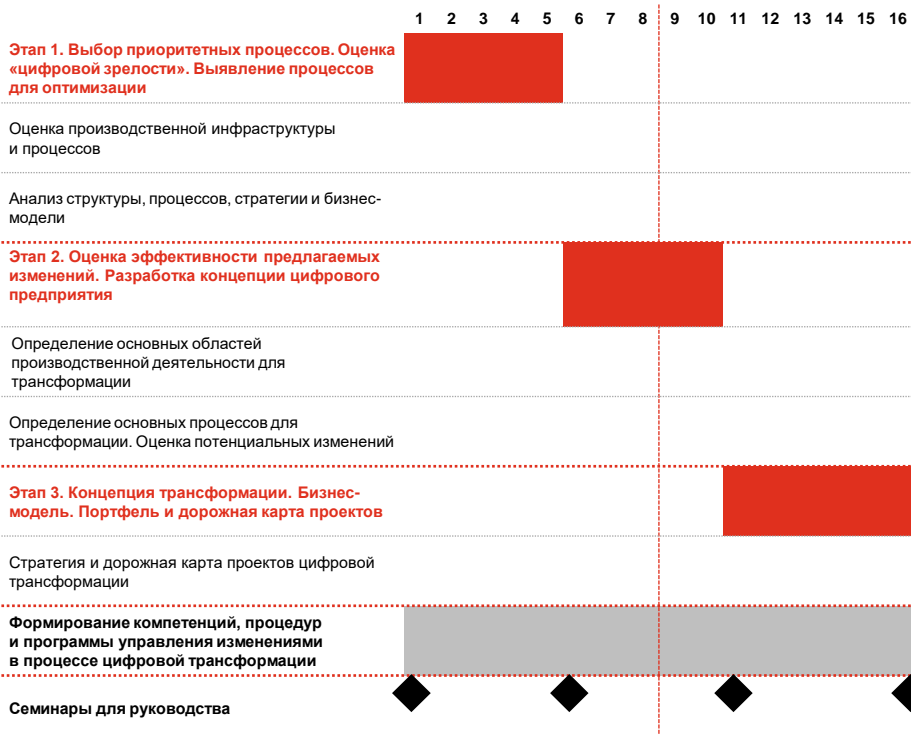 1 2 3 4 5 6 7 8 9 10 11 12 13 14 15 16
Этап 1. Выбор приоритетных процессов. Оценка
«цифровой зрелости». Выявление процессов
для оптимизации
Оценка производственной инфраструктуры
и процессов
Анализ структуры, процессов, стратегии и бизнес-
модели
Этап 2. Оценка эффективности предлагаемых
изменений. Разработка концепции цифрового
предприятия
Определение основных областей
производственной деятельности для
трансформации
Определение основных процессов для
трансформации. Оценка потенциальных изменений
Этап 3. Концепция трансформации. Бизнес-
модель. Портфель и дорожная карта проектов
Стратегия и дорожная карта проектов цифровой
трансформации
Формирование компетенций, процедур
и программы управления изменениями
в процессе цифровой трансформации
Семинары для руководства